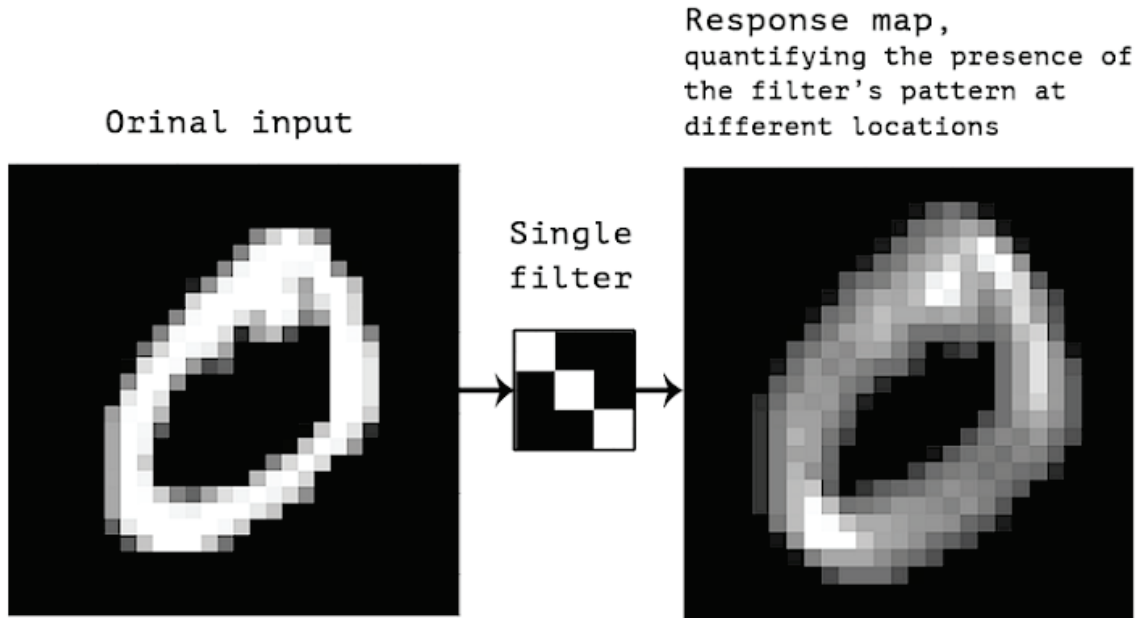 Orinal input
Single
filter
Response map,
quantifying the presence of
the filter's pattern at
different locations